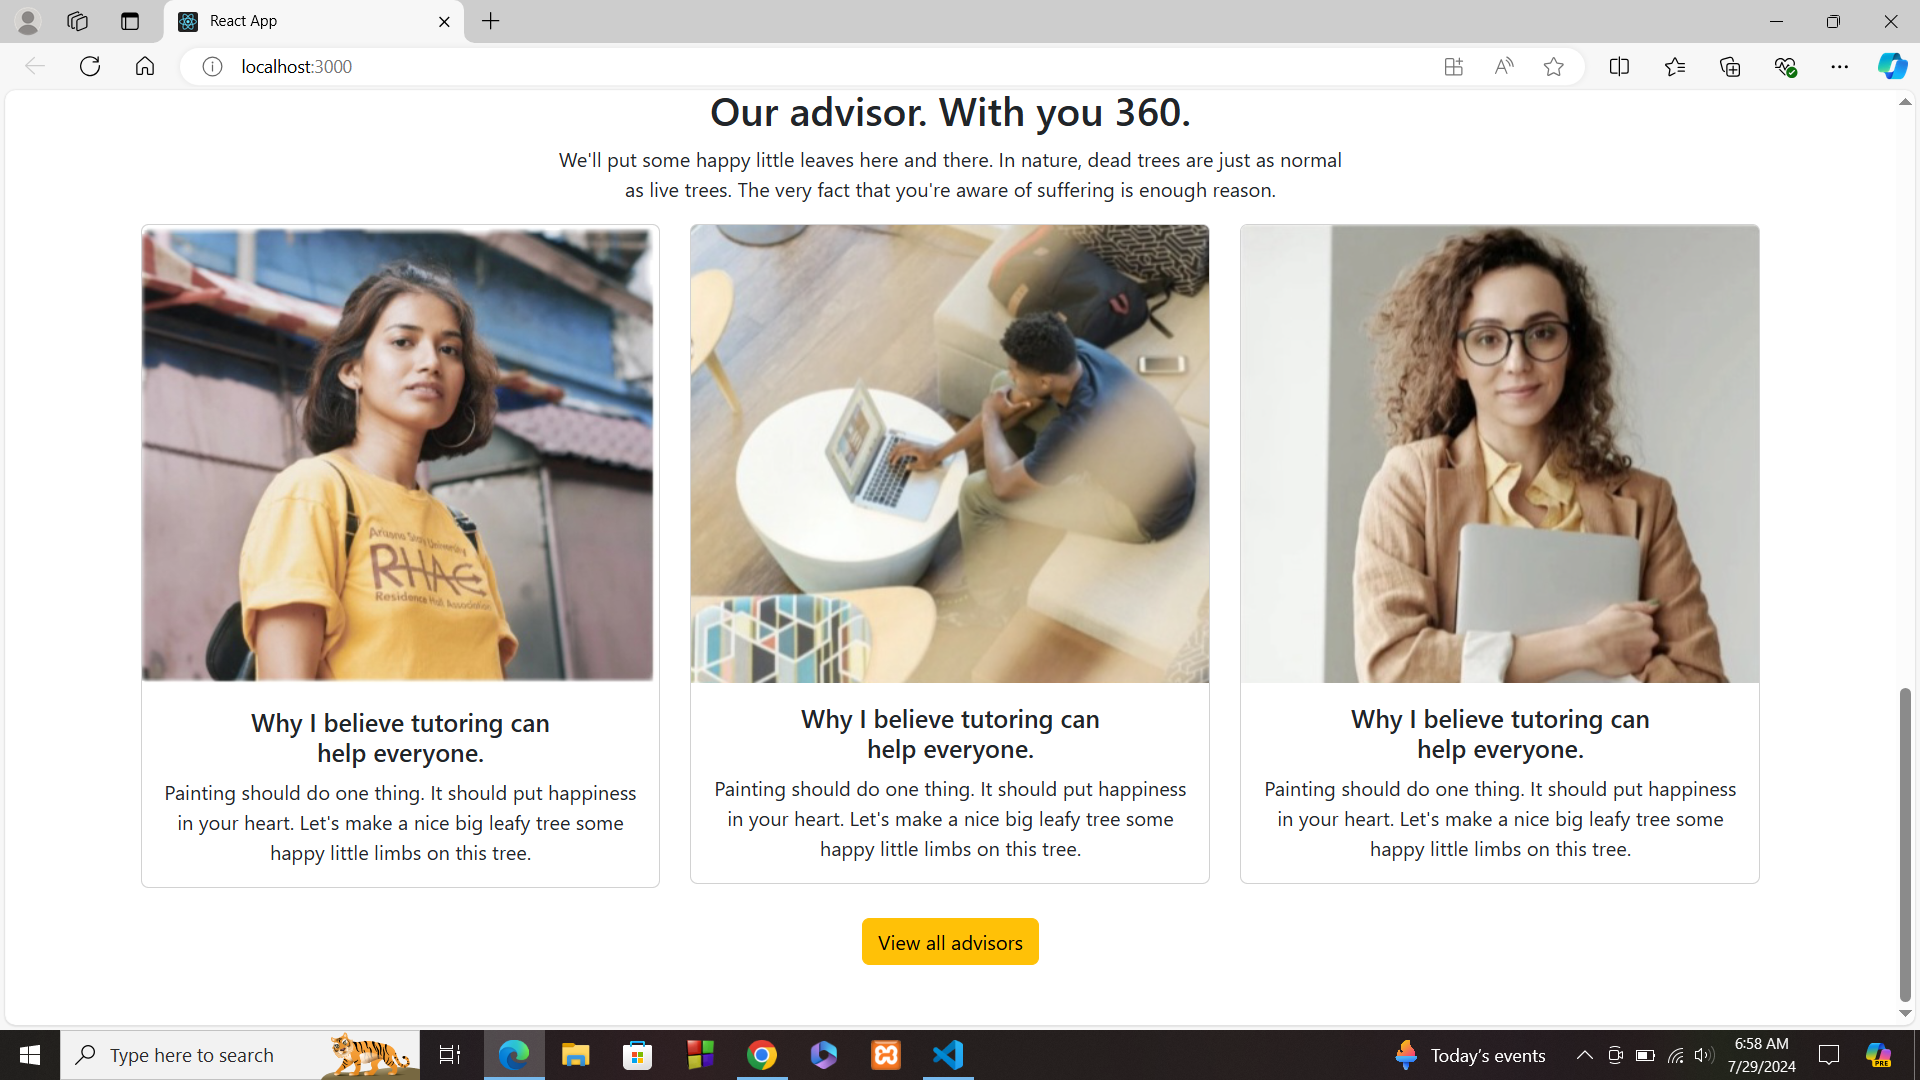 React App
localhost:3000
Our advisor. With you 360.
We'll put some happy little leaves here and there. In nature, dead trees are just as normal
as live trees. The very fact that you're aware of suffering is enough reason.
Arizona State University
RHAC
Residence Hall Association
Why I believe tutoring can
help everyone.
Painting should do one thing. It should put happiness
in your heart. Let's make a nice big leafy tree some
happy little limbs on this tree.
Why I believe tutoring can
help everyone.
Painting should do one thing. It should put happiness
in your heart. Let's make a nice big leafy tree some
happy little limbs on this tree.
Why I believe tutoring can
help everyone.
Painting should do one thing. It should put happiness
in your heart. Let's make a nice big leafy tree some
happy little limbs on this tree.
View all advisors
Type here to search
Today's events
6:58 AM
7/29/2024
PRE